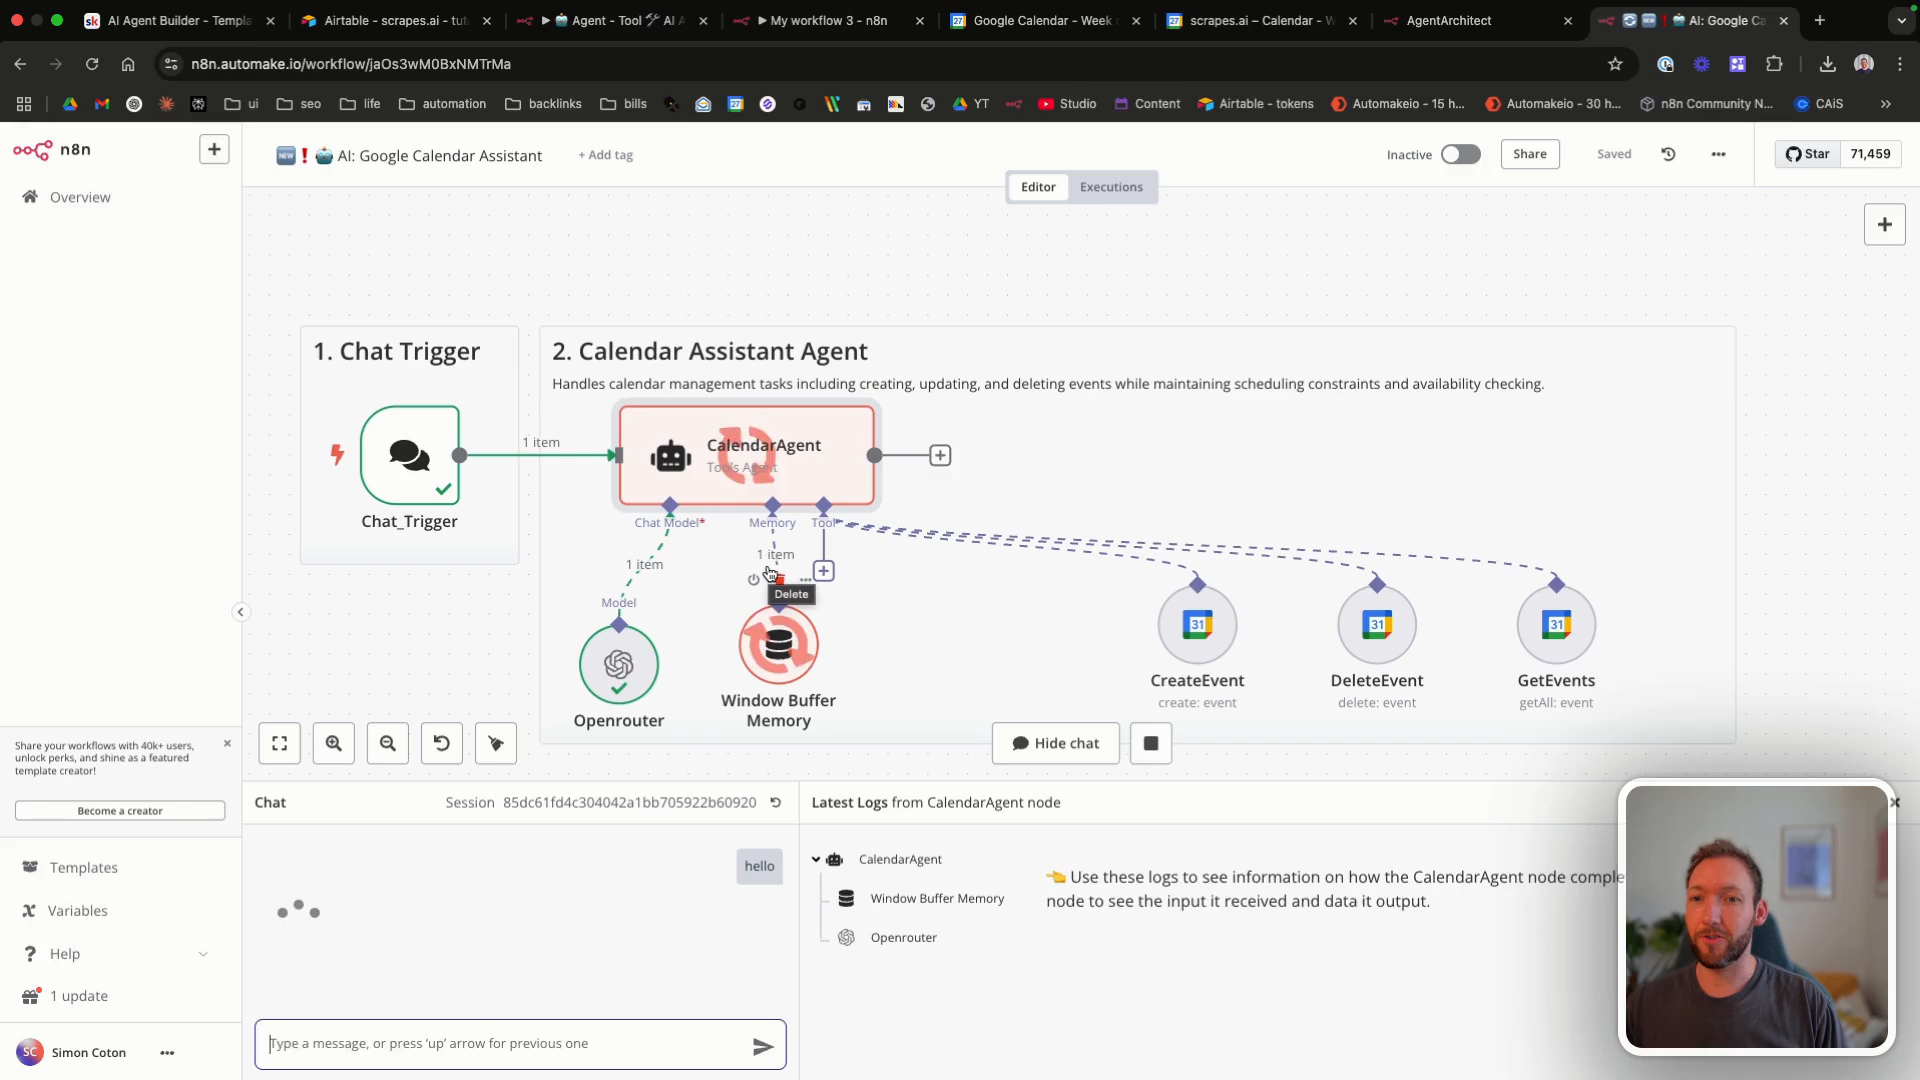 AI Agent Builder - Templa
Airtable - scrapes.ai - tut
Agent - Tool 🛠 AI A
My workflow 3 - n8n
Google Calendar - Week
scrapes.ai – Calendar - W
AgentArchitect
AI: Google Ca
n8n.automake.io/workflow/jaOs3wM0BxNMTrMa
ui
seo
life
automation
backlinks
bills
YT
Studio
Content
Airtable - tokens
Automakeio - 15 h...
Automakeio - 30 h...
n8n Community N...
CAiS
n8n
Overview
🆕❗🤖 AI: Google Calendar Assistant
+ Add tag
Inactive
Share
Saved
Star
71,459
Editor
Executions
1. Chat Trigger
2. Calendar Assistant Agent
Handles calendar management tasks including creating, updating, and deleting events while maintaining scheduling constraints and availability checking.
1 item
CalendarAgent
Tools Agent
Chat_Trigger
Chat Model*
Memory
Tool
1 item
1 item
Delete
Model
31
31
31
Openrouter
Window Buffer
Memory
CreateEvent
create: event
DeleteEvent
delete: event
GetEvents
getAll: event
Hide chat
Share your workflows with 40k+ users,
unlock perks, and shine as a featured
template creator!
Become a creator
Templates
Variables
Help
1 update
SC
Simon Coton
Chat
Session 85dc61fd4c304042a1bb705922b60920
hello
Type a message, or press ‘up’ arrow for previous one
Latest Logs from CalendarAgent node
CalendarAgent
Window Buffer Memory
Openrouter
👈 Use these logs to see information on how the CalendarAgent node comple
node to see the input it received and data it output.